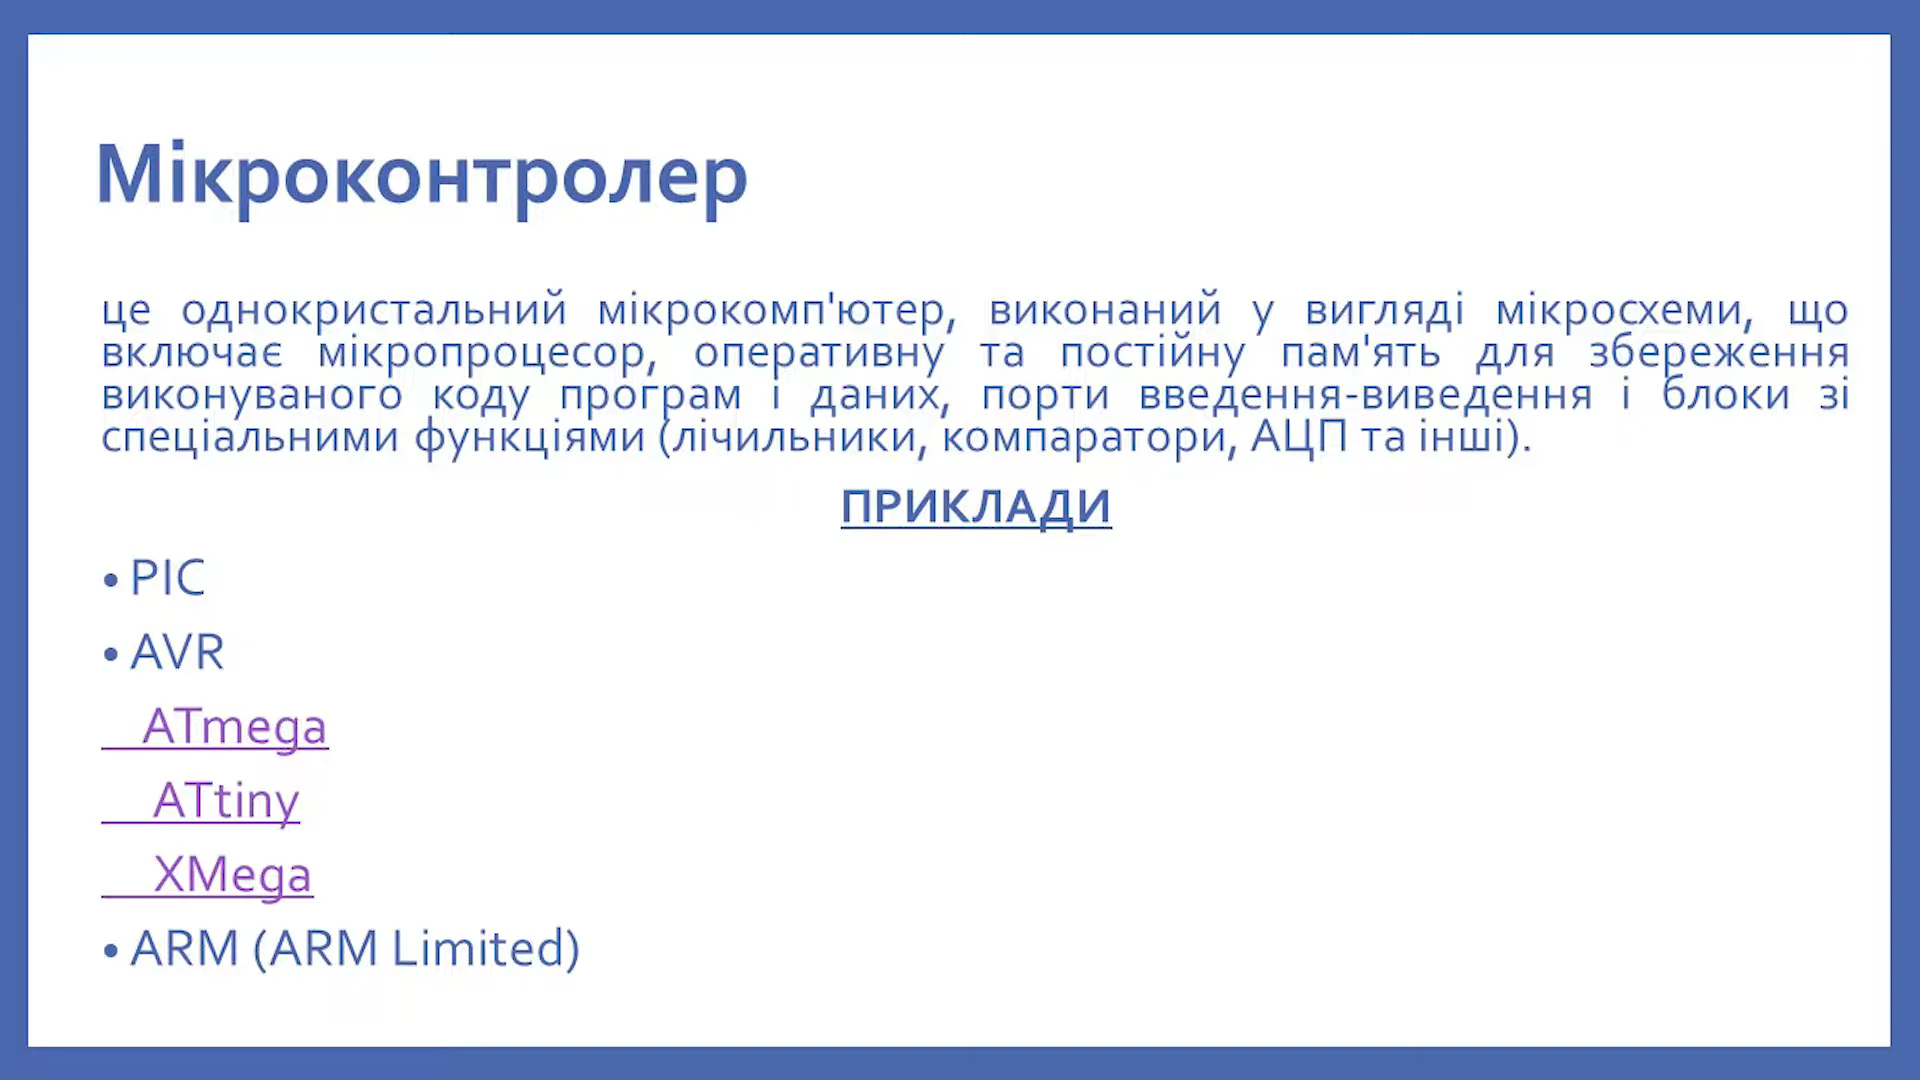 Мікроконтролер
це однокристальний мікрокомп'ютер, виконаний у вигляді мікросхеми, що
включає мікропроцесор, оперативну та постійну пам'ять для збереження
виконуваного коду програм і даних, порти введення-виведення і блоки зі
спеціальними функціями (лічильники, компаратори, АЦП та інші).
ПРИКЛАДИ
• PIC
• AVR
ATmega
ATtiny
XMega
• ARM (ARM Limited)